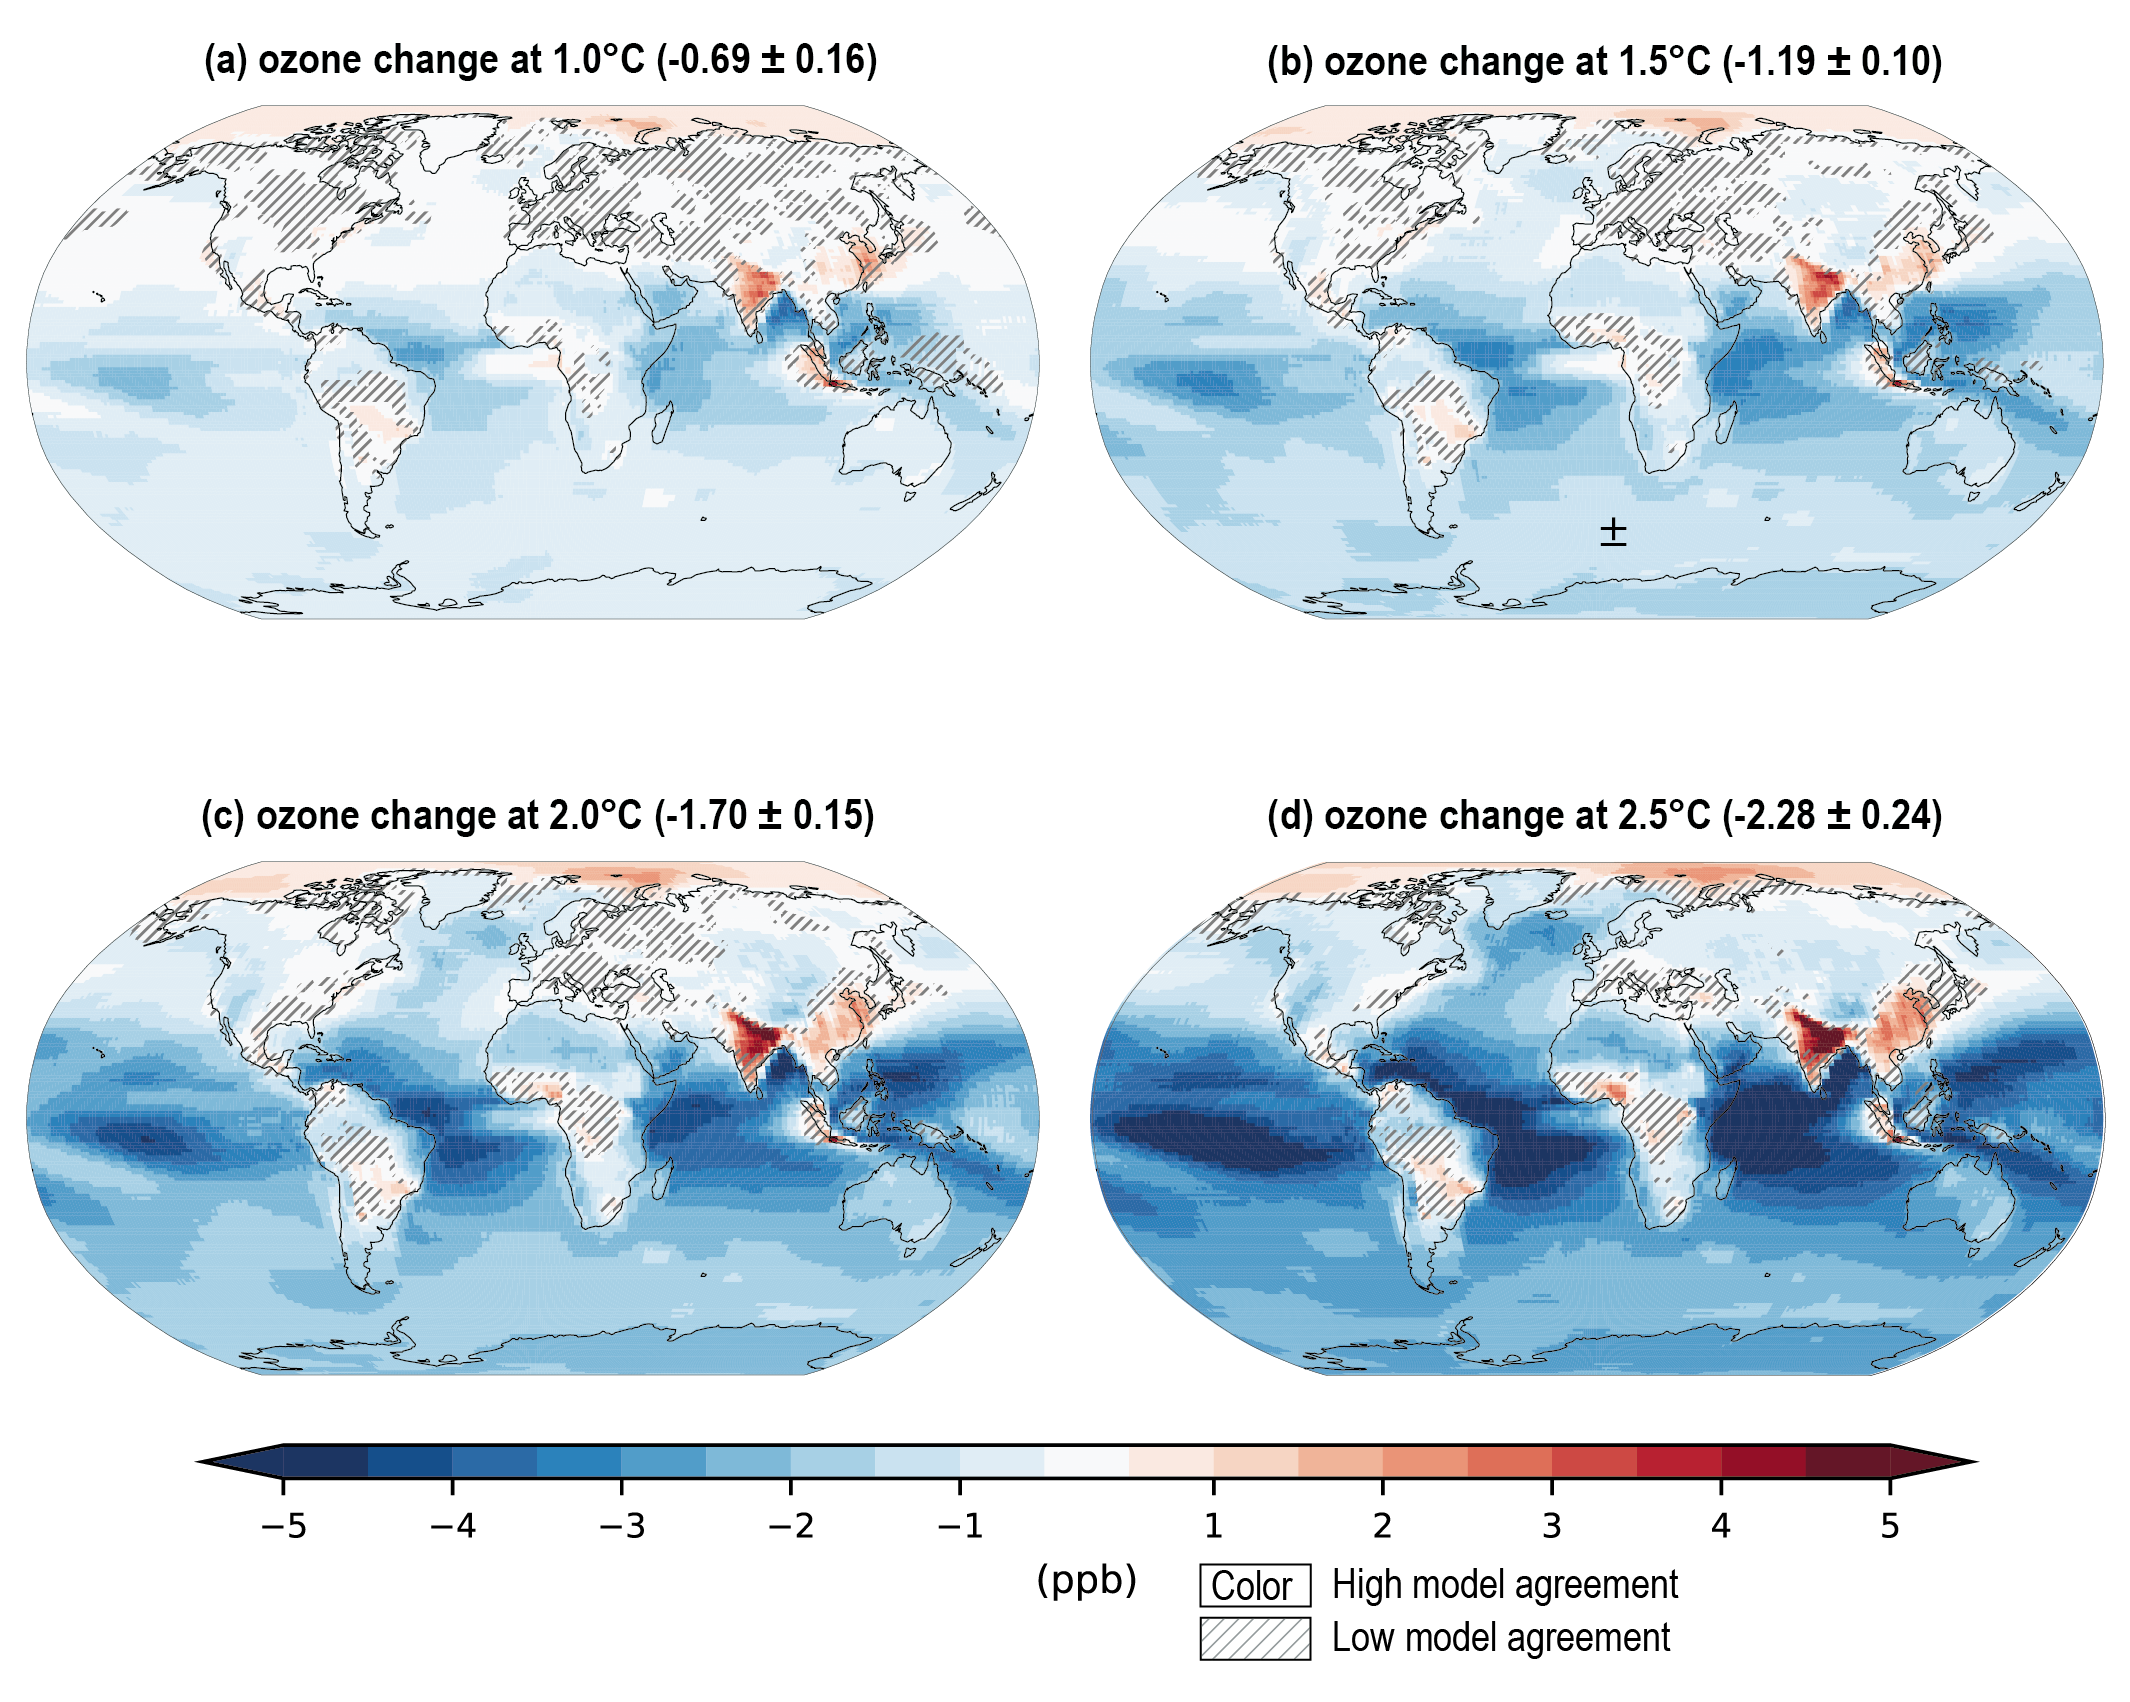 (a) ozone change at 1.0°C (-0.69 ± 0.16)
(b) ozone change at 1.5°C (-1.19 ± 0.10)
±
(c) ozone change at 2.0°C (-1.70 ± 0.15)
(d) ozone change at 2.5°C (-2.28 ± 0.24)
−5 −4 −3 −2 −1 1 2 3 4 5
(ppb)
Color High model agreement
Low model agreement